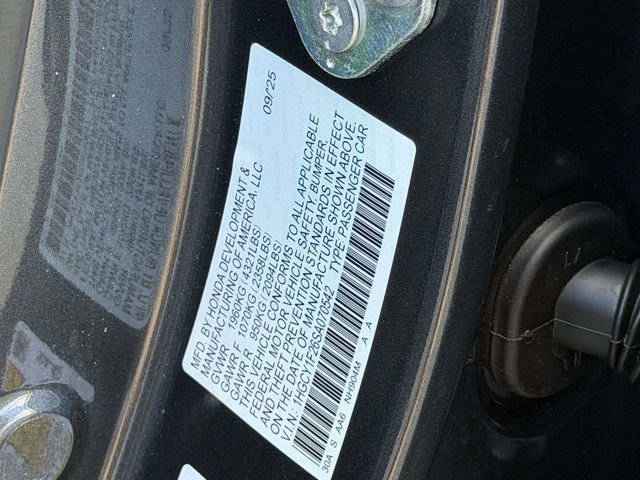 MFD. BY HONDA DEVELOPMENT &
MANUFACTURING OF AMERICA, LLC 09/25
GVWR 1960KG ( 4321LBS)
GAWR F 1070KG ( 2358LBS)
GAWR R 950KG ( 2094LBS)
THIS VEHICLE CONFORMS TO ALL APPLICABLE
FEDERAL MOTOR VEHICLE SAFETY, BUMPER,
AND THEFT PREVENTION STANDARDS IN EFFECT
ON THE DATE OF MANUFACTURE SHOWN ABOVE.
V.I.N.: TYPE: PASSENGER CAR
30A S AA6 NH904M A A